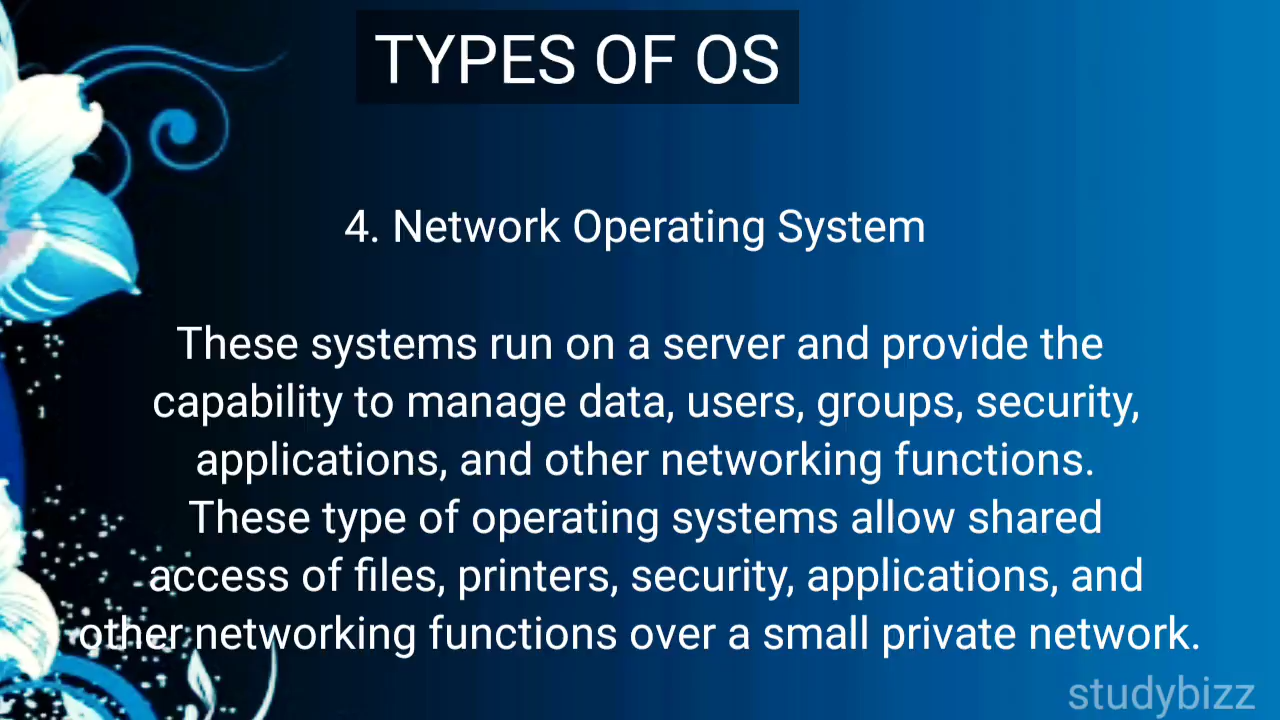 TYPES OF OS
4. Network Operating System
These systems run on a server and provide the
capability to manage data, users, groups, security,
applications, and other networking functions.
These type of operating systems allow shared
access of files, printers, security, applications, and
other networking functions over a small private network.
studybizz